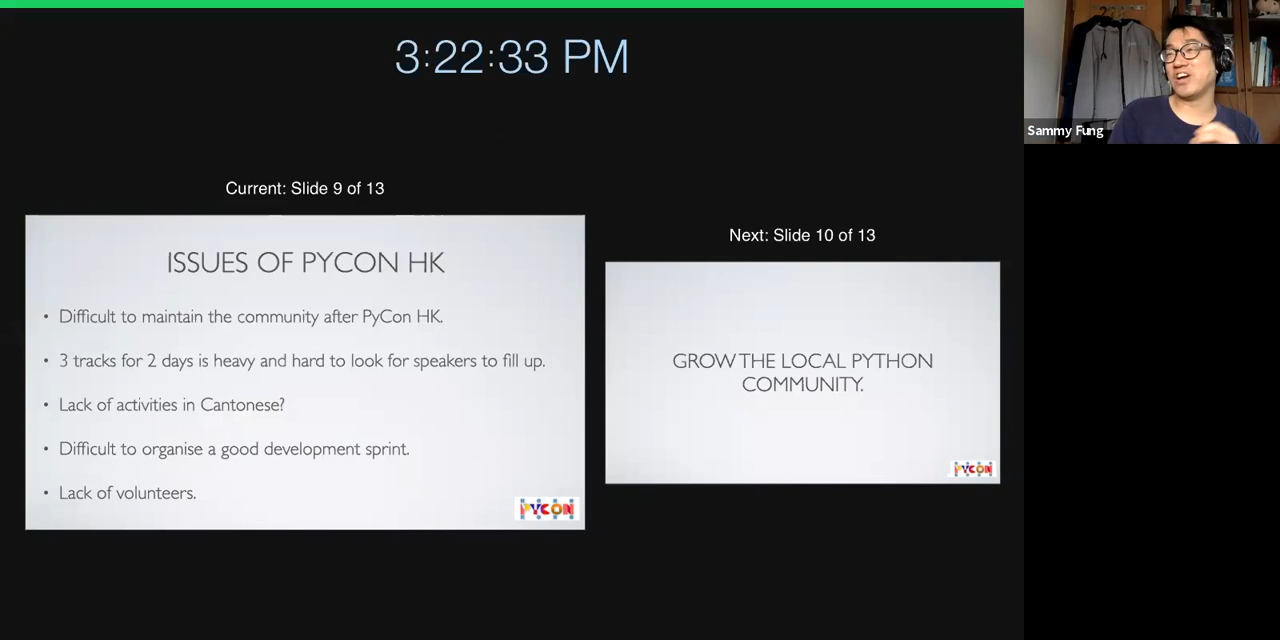 3:22:33 PM
Sammy Fung
Current: Slide 9 of 13
ISSUES OF PYCON HK
• Difficult to maintain the community after PyCon HK.
• 3 tracks for 2 days is heavy and hard to look for speakers to fill up.
• Lack of activities in Cantonese?
• Difficult to organise a good development sprint.
• Lack of volunteers.
PYCON
Next: Slide 10 of 13
GROW THE LOCAL PYTHON
COMMUNITY.
PYCON